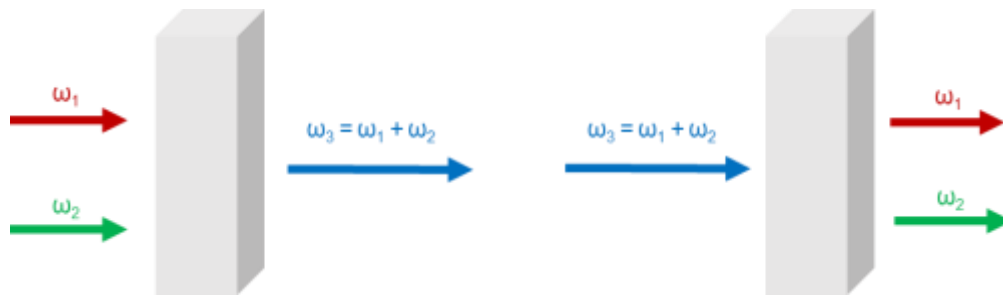 ω₁
ω₂
ω₃ = ω₁ + ω₂
ω₃ = ω₁ + ω₂
ω₁
ω₂